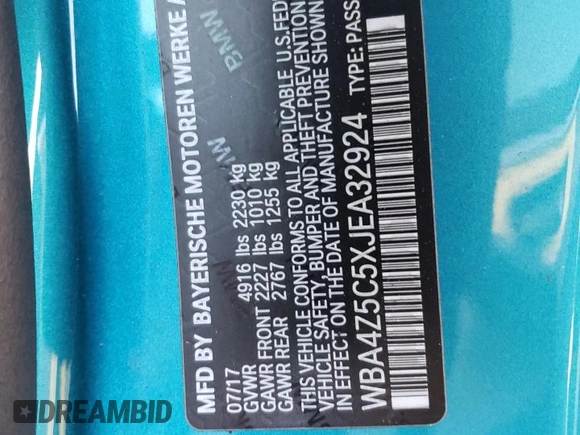 MFD BY BAYERISCHE MOTOREN WERKE
07/17
GVWR 4916 lbs 2230 kg
GAWR FRONT 2227 lbs 1010 kg
GAWR REAR 2767 lbs 1255 kg
THIS VEHICLE CONFORMS TO ALL APPLICABLE U.S.FED
VEHICLE SAFETY, BUMPER AND THEFT PREVENTION
IN EFFECT ON THE DATE OF MANUFACTURE SHOWN
WBA4Z5C5XJEA32924 TYPE: PASS
BMW
DREAMBID